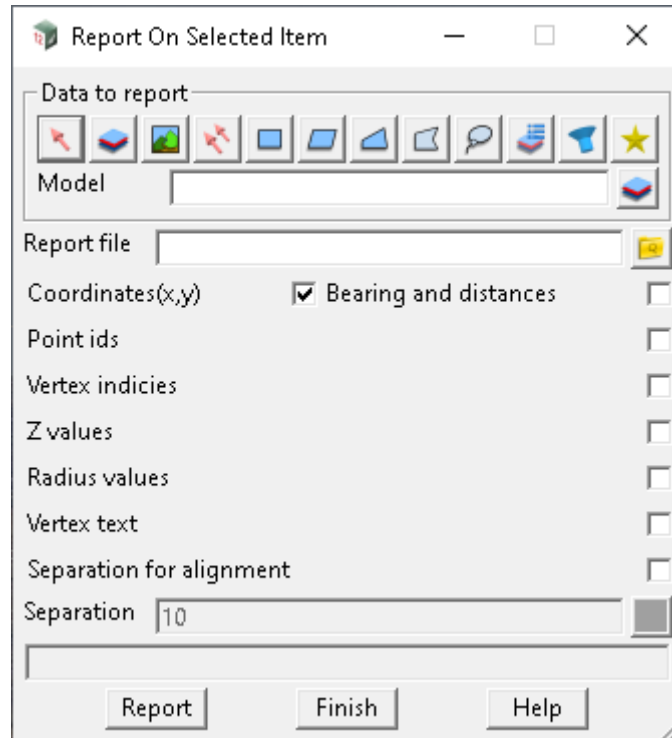 Report On Selected Item
Data to report
Model
Report file
Coordinates(x,y) Bearing and distances
Point ids
Vertex indicies
Z values
Radius values
Vertex text
Separation for alignment
Separation 10
Report Finish Help